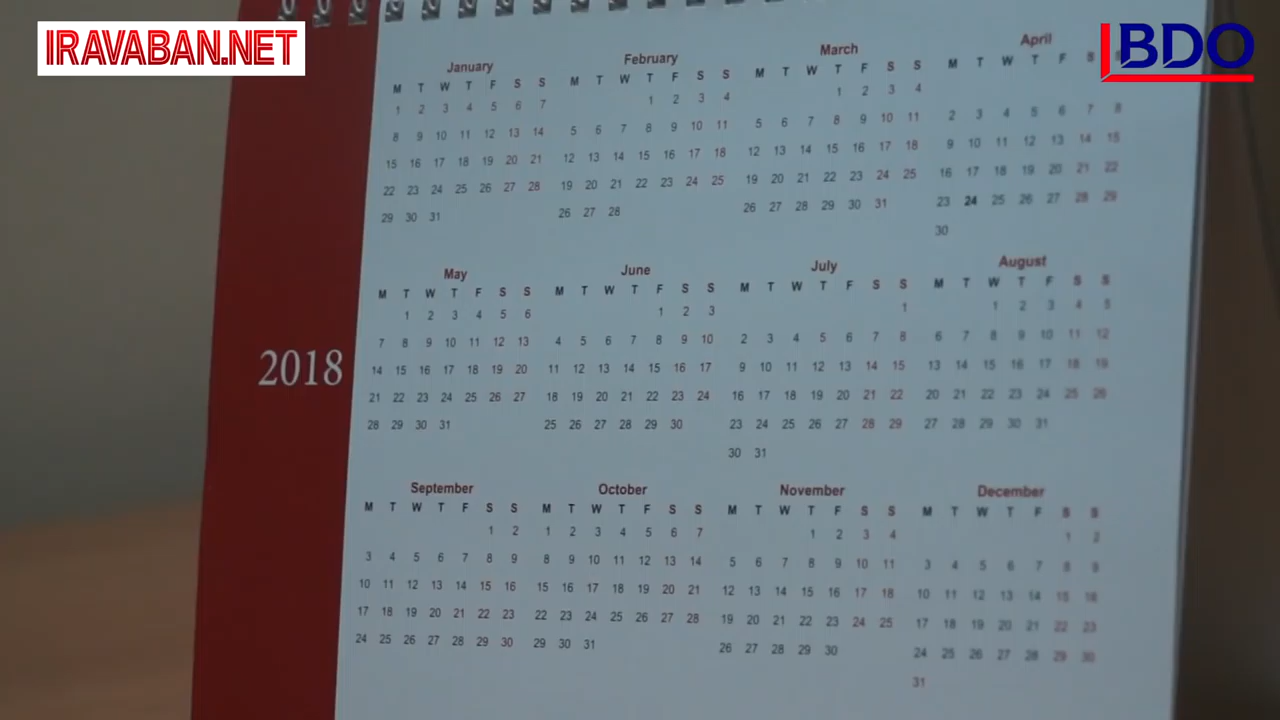 IRAVABAN.NET
BDO
2018
January
M T W T F S S
1 2 3 4 5 6 7
8 9 10 11 12 13 14
15 16 17 18 19 20 21
22 23 24 25 26 27 28
29 30 31
February
M T W T F S S
1 2 3 4
5 6 7 8 9 10 11
12 13 14 15 16 17 18
19 20 21 22 23 24 25
26 27 28
March
M T W T F S S
1 2 3 4
5 6 7 8 9 10 11
12 13 14 15 16 17 18
19 20 21 22 23 24 25
26 27 28 29 30 31
April
M T W T F S
2 3 4 5 6 7 8
9 10 11 12 13 14 15
16 17 18 19 20 21 22
23 24 25 26 27 28 29
30
May
M T W T F S S
1 2 3 4 5 6
7 8 9 10 11 12 13
14 15 16 17 18 19 20
21 22 23 24 25 26 27
28 29 30 31
June
M T W T F S S
1 2 3
4 5 6 7 8 9 10
11 12 13 14 15 16 17
18 19 20 21 22 23 24
25 26 27 28 29 30
July
M T W T F S S
1
2 3 4 5 6 7 8
9 10 11 12 13 14 15
16 17 18 19 20 21 22
23 24 25 26 27 28 29
30 31
August
M T W T F S S
1 2 3 4 5
6 7 8 9 10 11 12
13 14 15 16 17 18 19
20 21 22 23 24 25 26
27 28 29 30 31
September
M T W T F S S
1 2
3 4 5 6 7 8 9
10 11 12 13 14 15 16
17 18 19 20 21 22 23
24 25 26 27 28 29 30
October
M T W T F S S
1 2 3 4 5 6 7
8 9 10 11 12 13 14
15 16 17 18 19 20 21
22 23 24 25 26 27 28
29 30 31
November
M T W T F S S
1 2 3 4
5 6 7 8 9 10 11
12 13 14 15 16 17 18
19 20 21 22 23 24 25
26 27 28 29 30
December
M T W T F S S
1 2
3 4 5 6 7 8 9
10 11 12 13 14 15 16
17 18 19 20 21 22 23
24 25 26 27 28 29 30
31